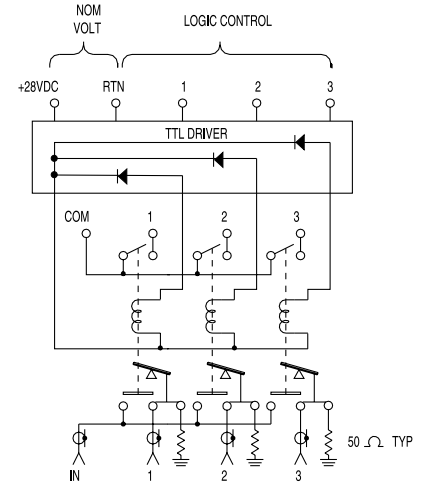 NOM
VOLT
LOGIC CONTROL
+28VDC RTN 1 2 3
TTL DRIVER
COM 1 2 3
50 Ω TYP
IN 1 2 3